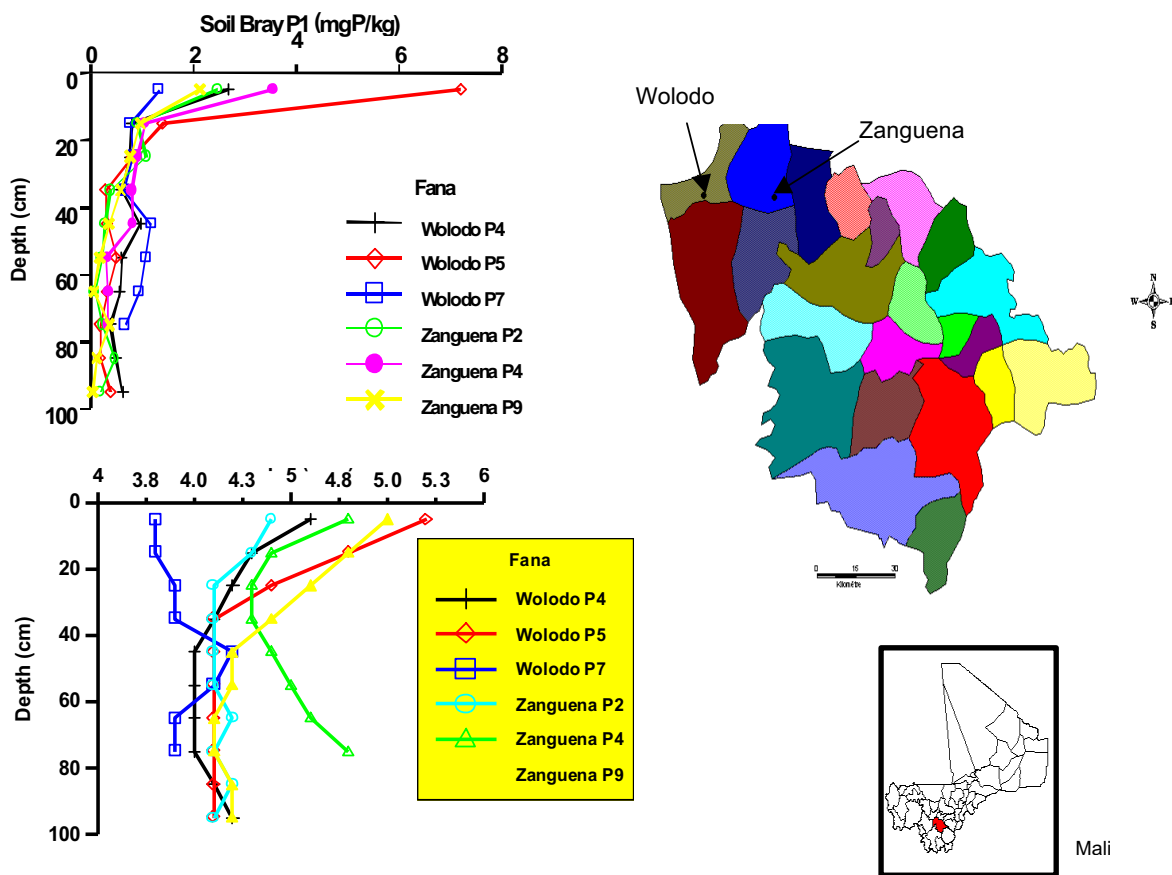 Soil Bray P1 (mgP/kg)
0 2 4 6 8
0
20
40
60
80
100
Depth (cm)
Fana
Wolodo P4
Wolodo P5
Wolodo P7
Zanguena P2
Zanguena P4
Zanguena P9
Wolodo
Zanguena
N
W
S
0 15 30
Kilométre
4 3.8 4.0 4.3 5 4.8 5.0 5.3 6
0
20
40
60
80
100
Depth (cm)
Fana
Wolodo P4
Wolodo P5
Wolodo P7
Zanguena P2
Zanguena P4
Zanguena P9
Mali